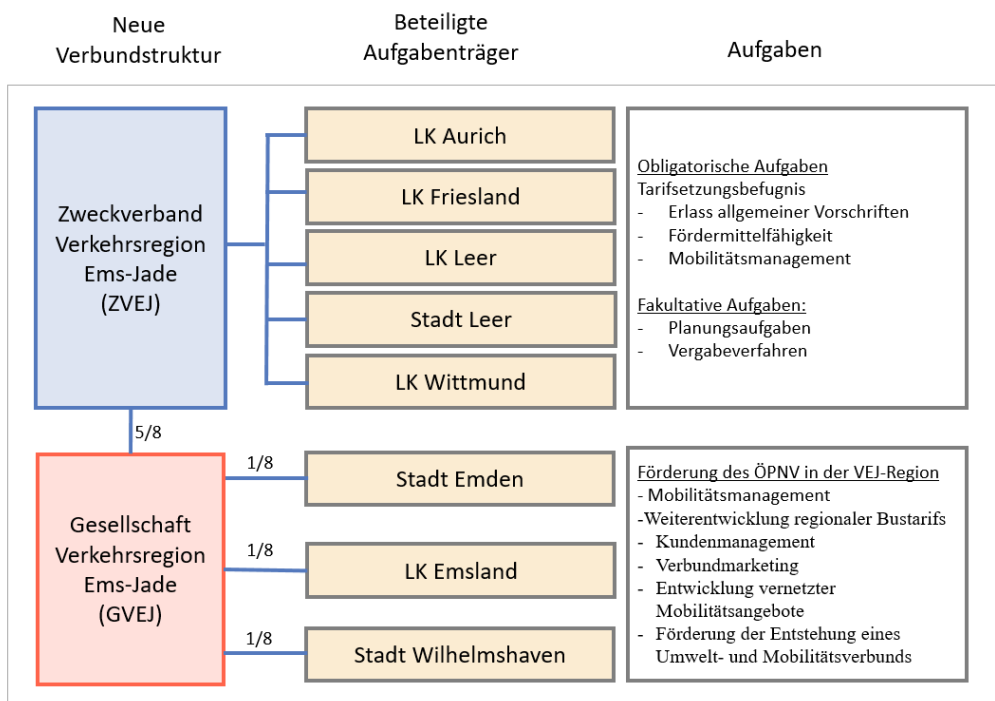 Neue
Verbundstruktur
Beteiligte
Aufgabenträger
Aufgaben
Zweckverband
Verkehrsregion
Ems-Jade
(ZVEJ)
LK Aurich
LK Friesland
LK Leer
Stadt Leer
LK Wittmund
Obligatorische Aufgaben
Tarifsetzungsbefugnis
- Erlass allgemeiner Vorschriften
- Fördermittelfähigkeit
- Mobilitätsmanagement
Fakultative Aufgaben:
- Planungsaufgaben
- Vergabeverfahren
5/8
Gesellschaft
Verkehrsregion
Ems-Jade
(GVEJ)
1/8
Stadt Emden
1/8
LK Emsland
1/8
Stadt Wilhelmshaven
Förderung des ÖPNV in der VEJ-Region
- Mobilitätsmanagement
-Weiterentwicklung regionaler Bustarifs
- Kundenmanagement
- Verbundmarketing
- Entwicklung vernetzter
Mobilitätsangebote
- Förderung der Entstehung eines
Umwelt- und Mobilitätsverbunds